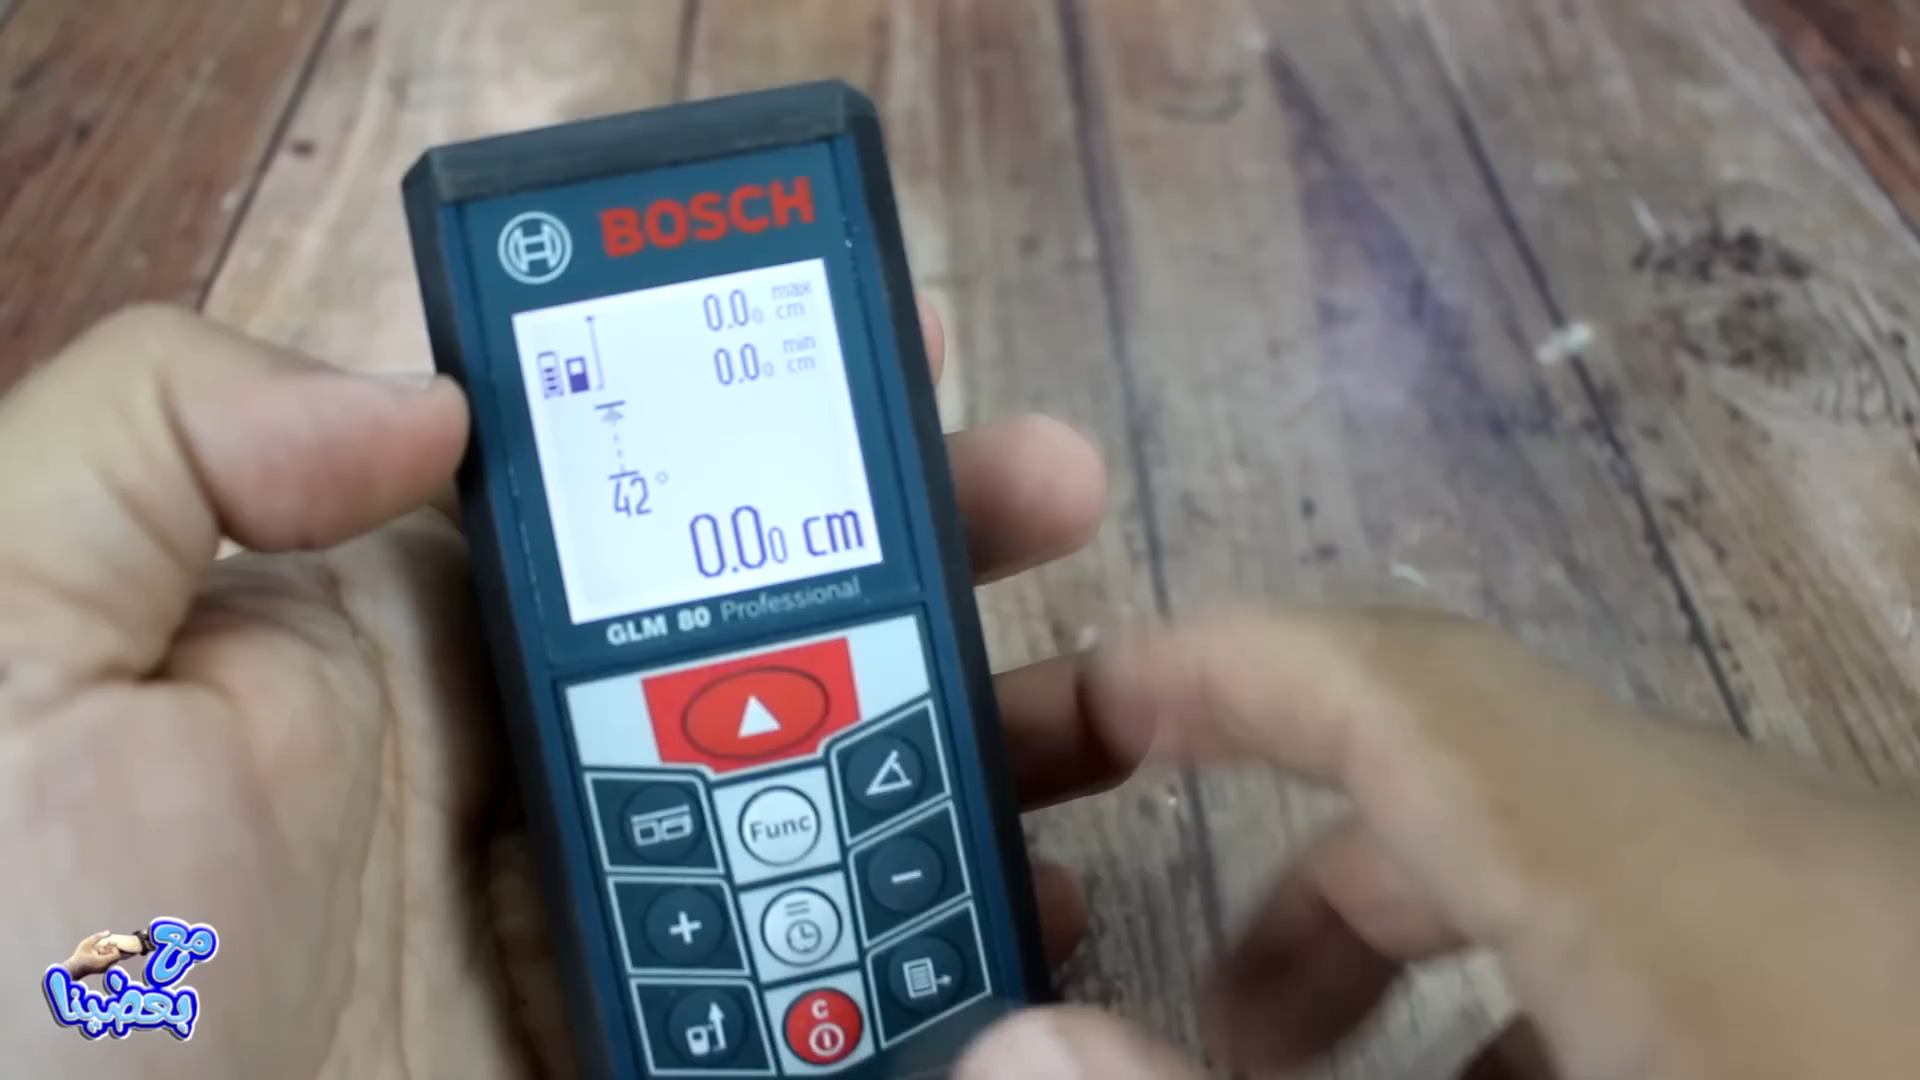 BOSCH
0.00 max cm
0.00 min cm
42°
0.00 cm
GLM 80 Professional
Func
+
−
C
مع
بعضينا